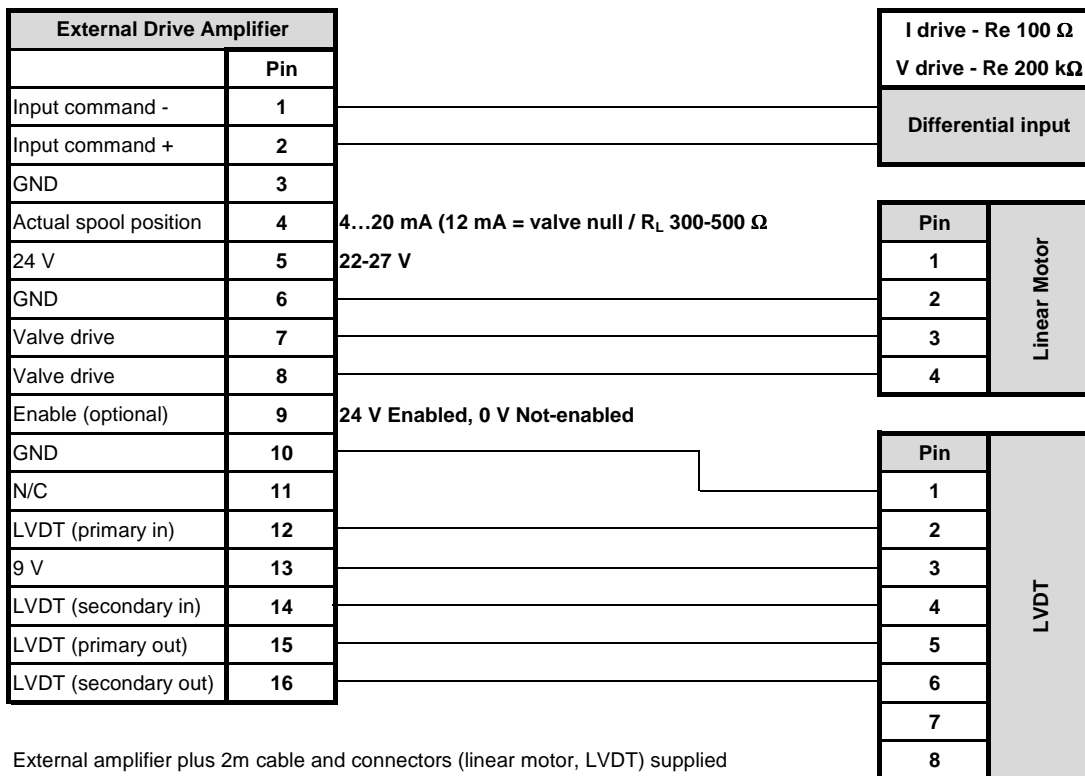 External Drive Amplifier
Pin
Input command - 1
Input command + 2
GND 3
Actual spool position 4 4…20 mA (12 mA = valve null / RL 300-500 Ω
24 V 5 22-27 V
GND 6
Valve drive 7
Valve drive 8
Enable (optional) 9 24 V Enabled, 0 V Not-enabled
GND 10
N/C 11
LVDT (primary in) 12
9 V 13
LVDT (secondary in) 14
LVDT (primary out) 15
LVDT (secondary out) 16
I drive - Re 100 Ω
V drive - Re 200 kΩ
Differential input
Pin
1
2
3
4
Linear Motor
Pin
1
2
3
4
5
6
7
8
LVDT
External amplifier plus 2m cable and connectors (linear motor, LVDT) supplied